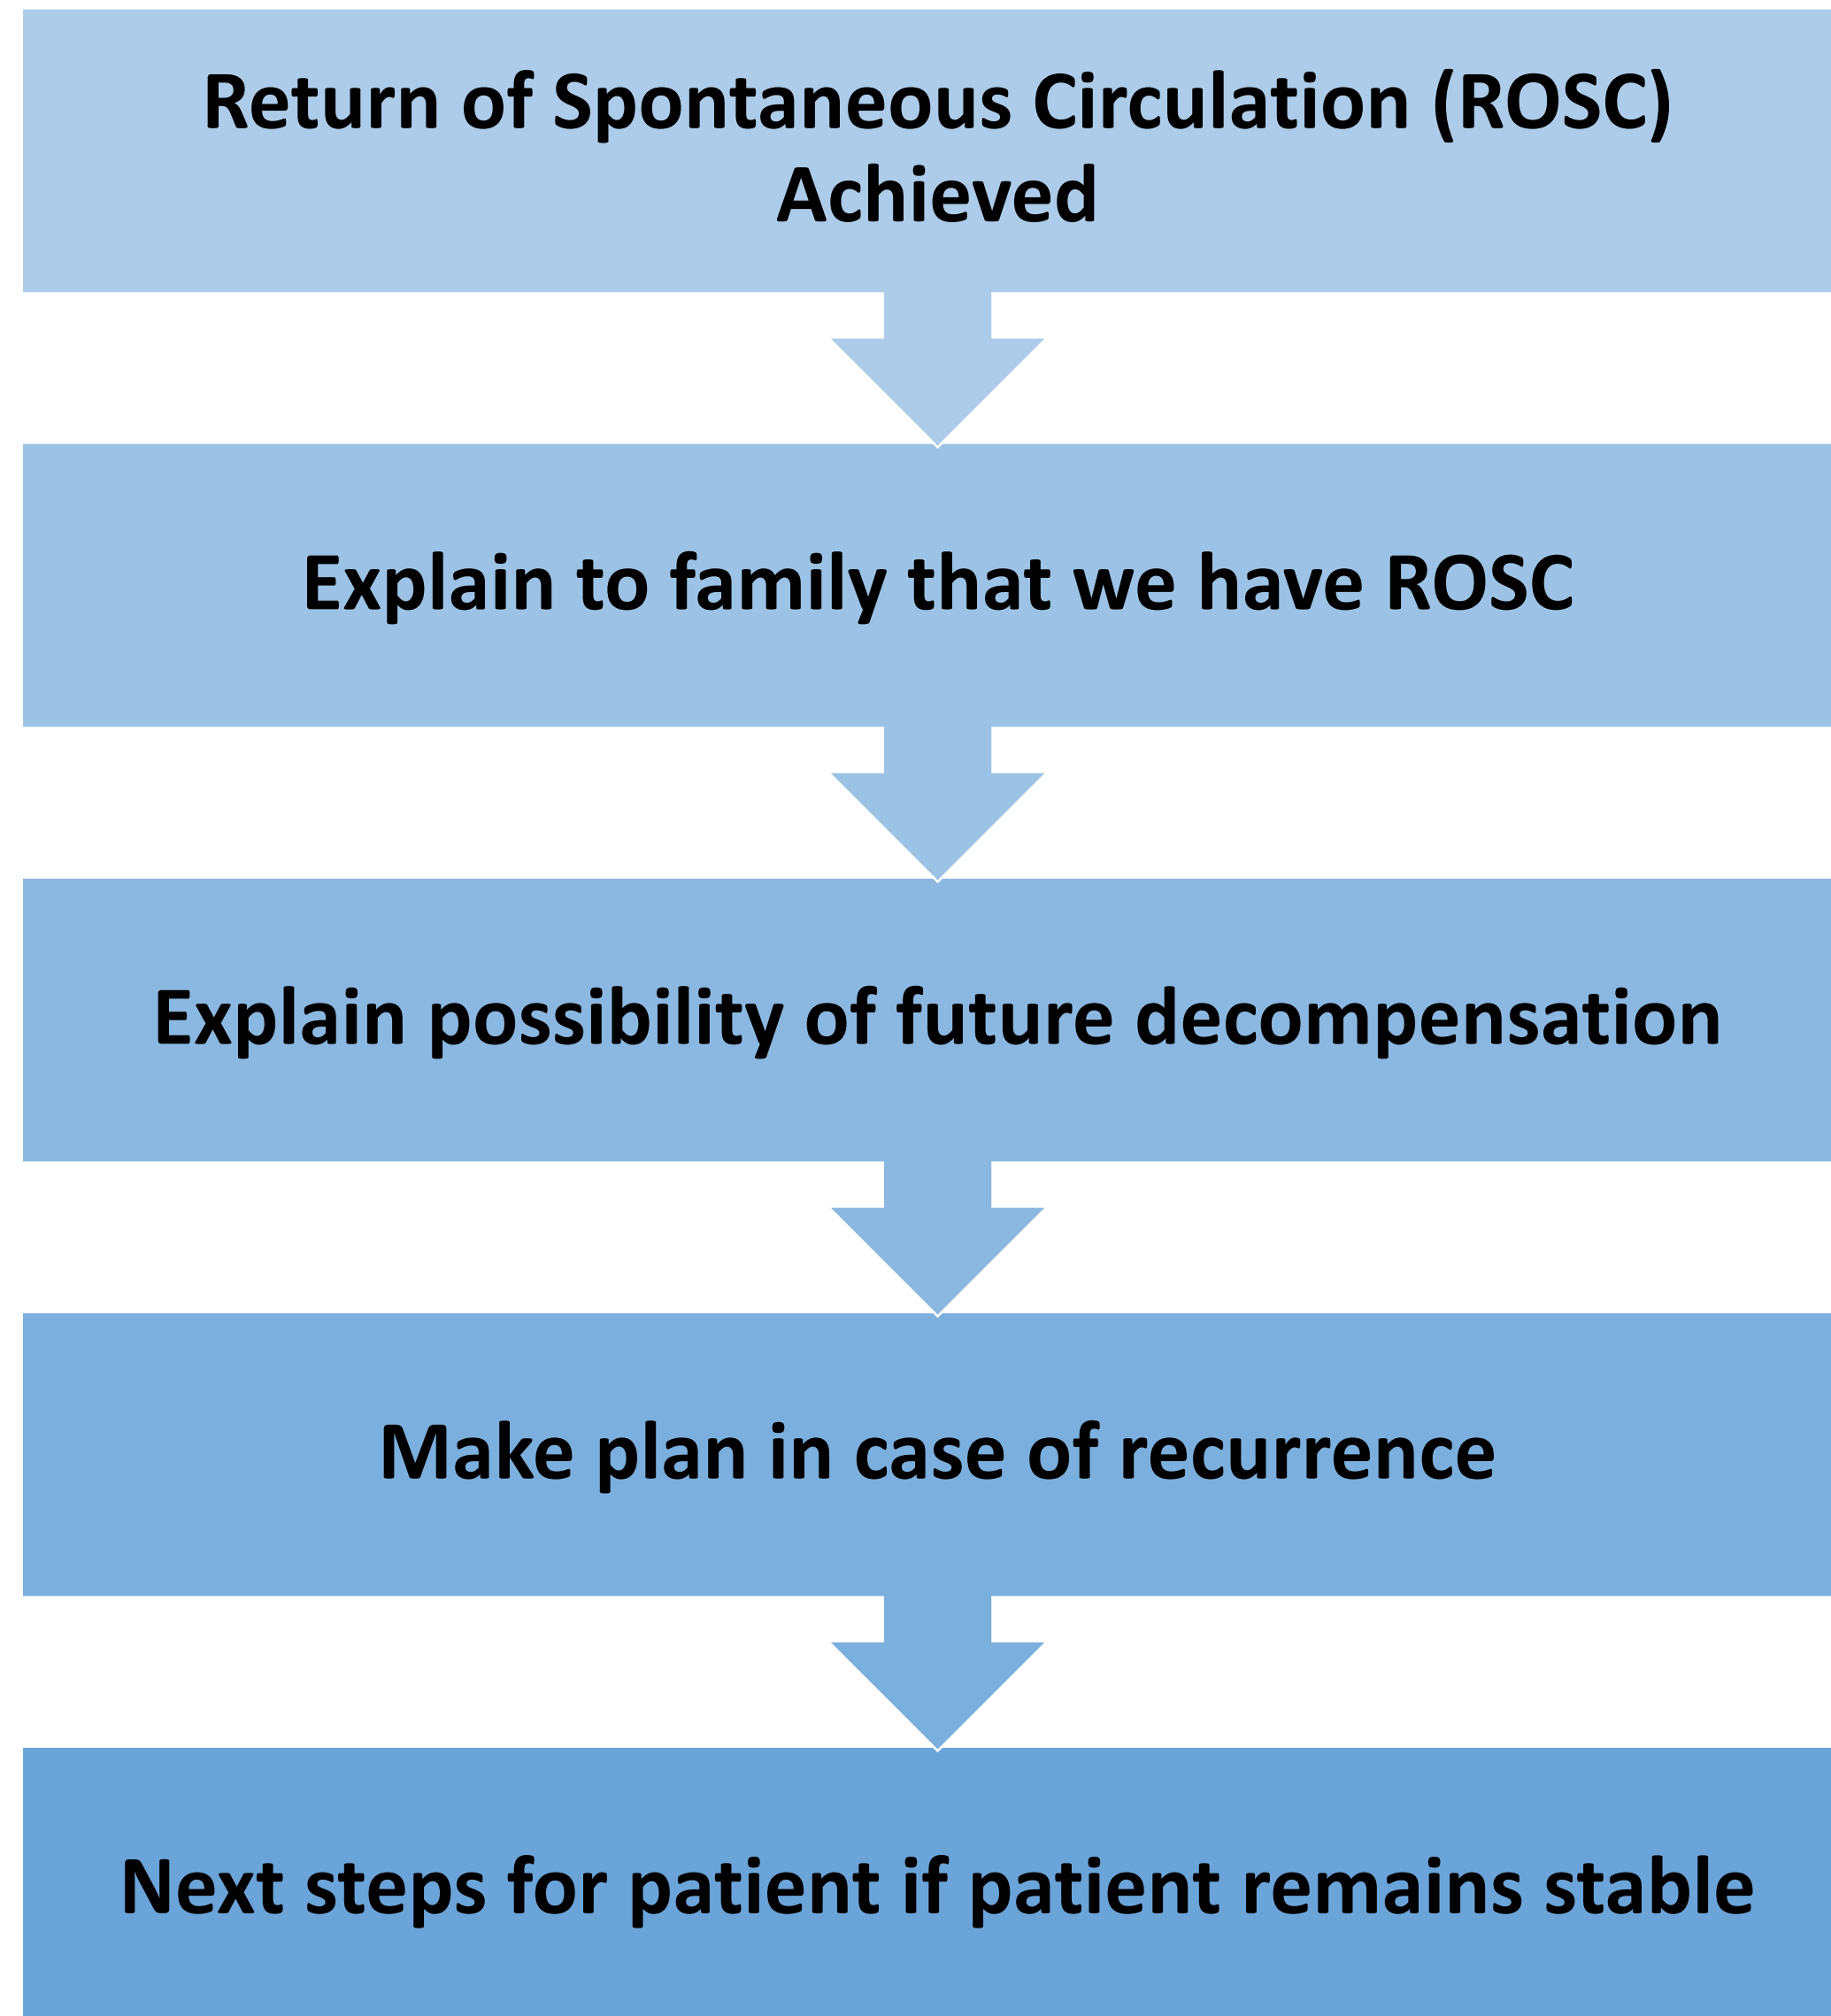 Return of Spontaneous Circulation (ROSC)
Achieved
Explain to family that we have ROSC
Explain possibility of future decompensation
Make plan in case of recurrence
Next steps for patient if patient remains stable